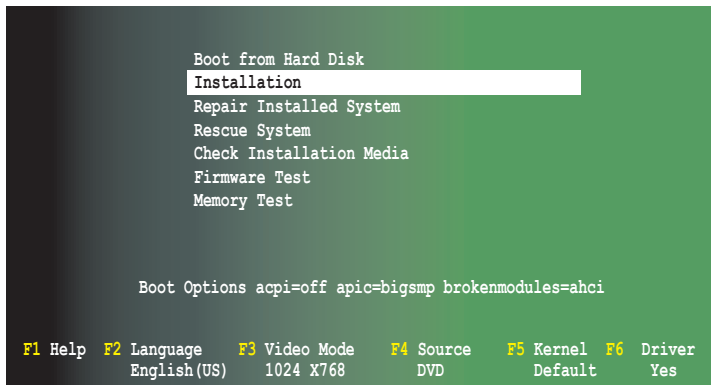 Boot from Hard Disk
Installation
Repair Installed System
Rescue System
Check Installation Media
Firmware Test
Memory Test
Boot Options acpi=off apic=bigsmp brokenmodules=ahci
F1 Help F2 Language F3 Video Mode F4 Source F5 Kernel F6 Driver
English(US) 1024 X768 DVD Default Yes